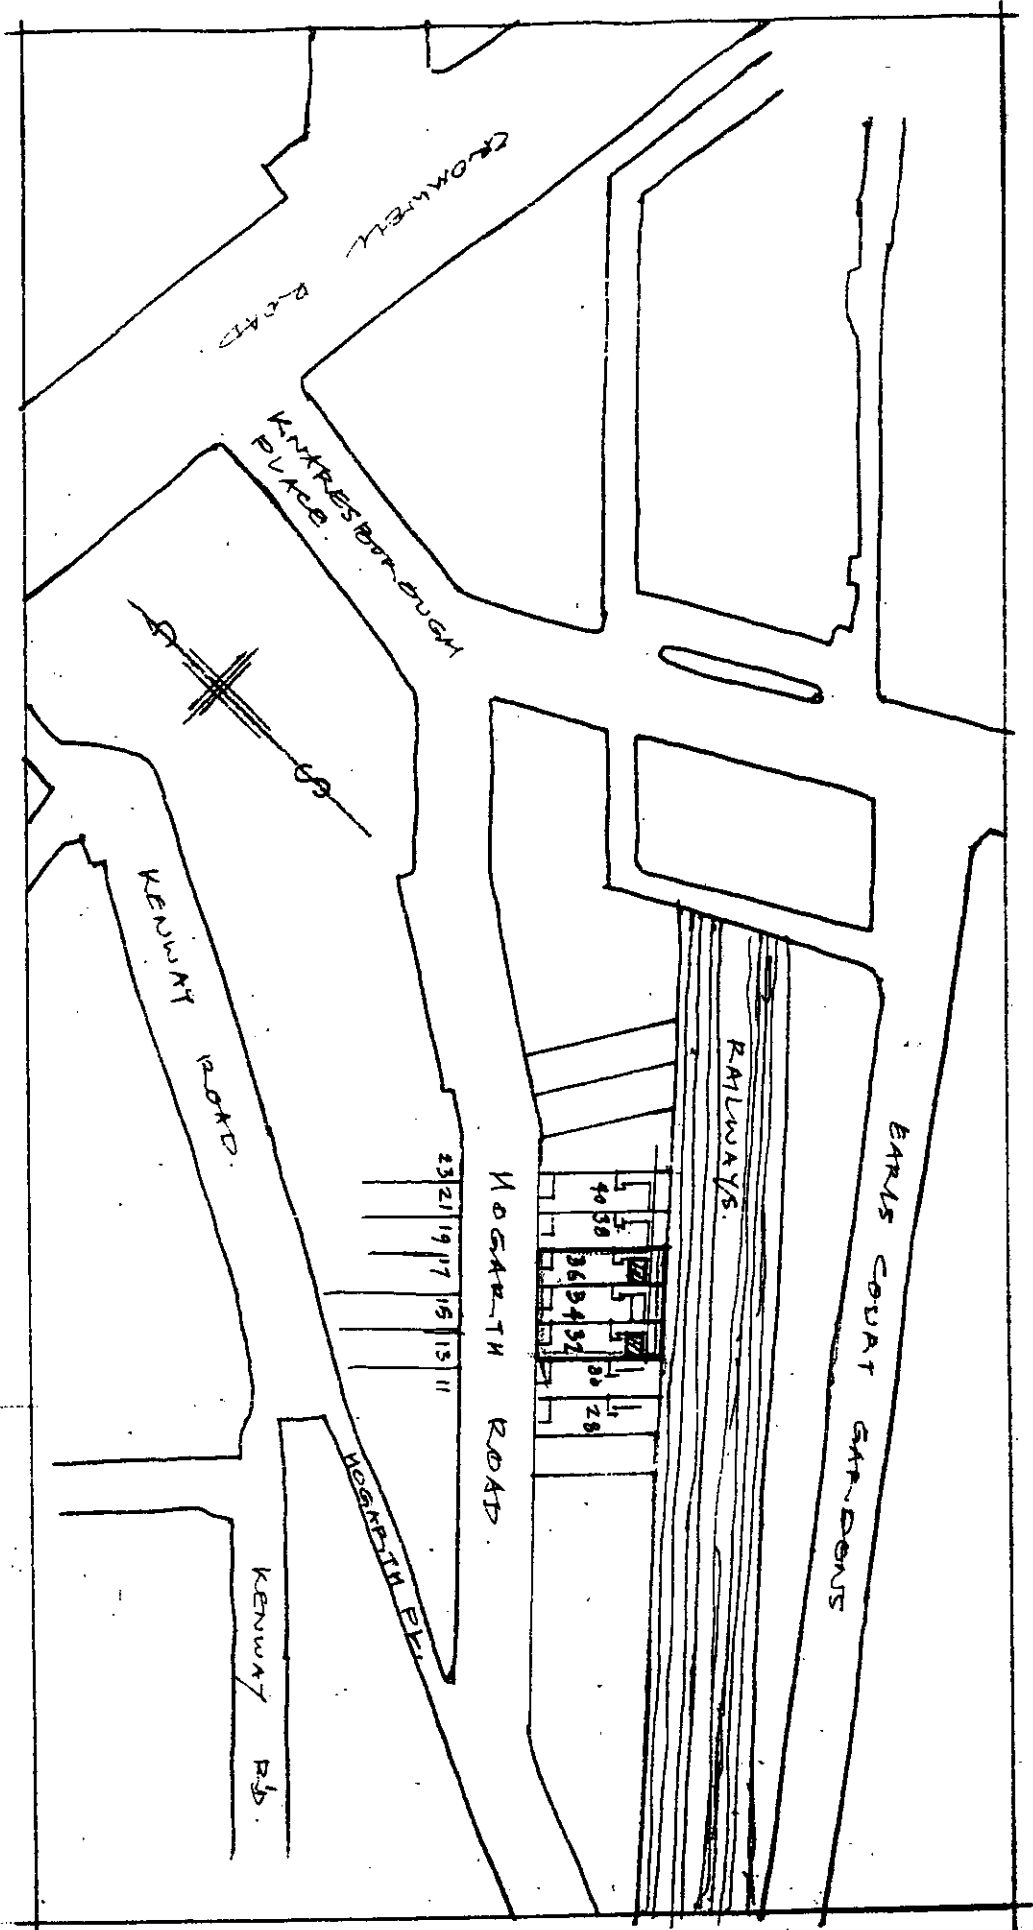 CROMWELL
ROAD.
KNARESBOROUGH
PLACE.
N
S
KENWAY ROAD.
RAILWAYS.
EARLS COURT GARDENS
HOGARTH ROAD.
40 38 36 34 32 30 28
23 21 19 17 15 13 11
HOGARTH PL.
KENWAY RD.